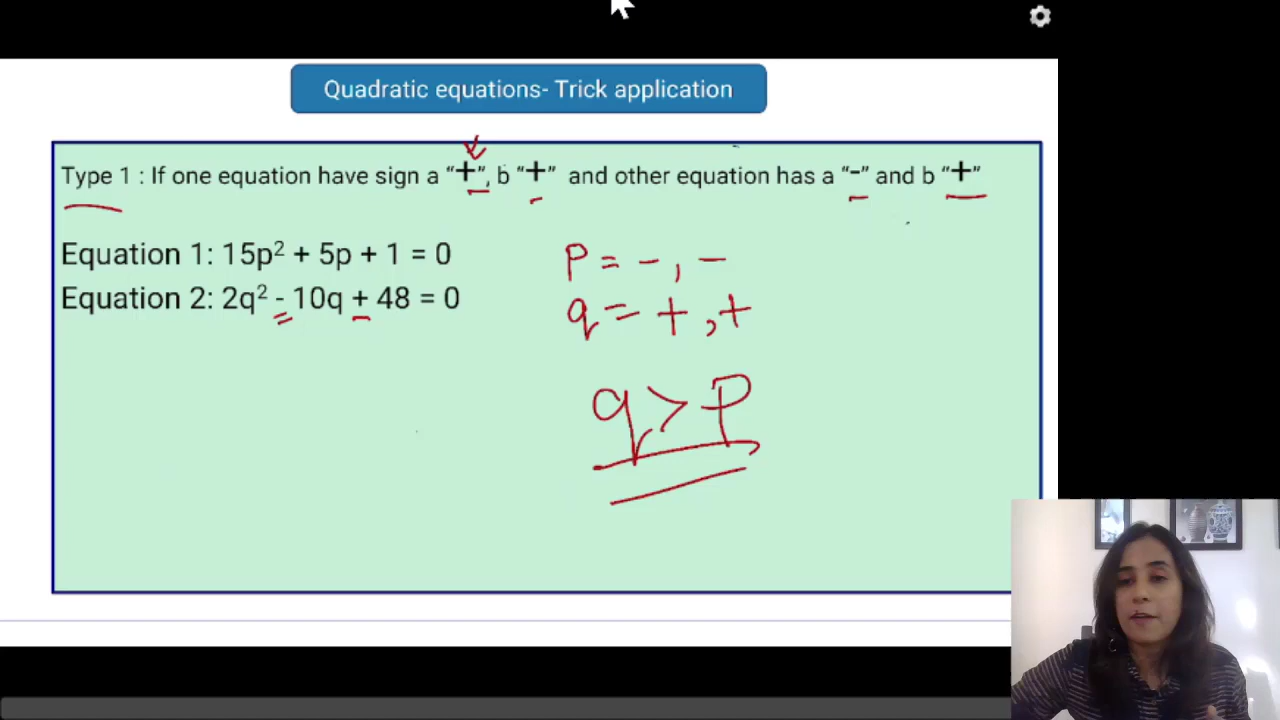 Quadratic equations- Trick application
Type 1 : If one equation have sign a “+”, b “+” and other equation has a “-” and b “+”
Equation 1: 15p² + 5p + 1 = 0
Equation 2: 2q² - 10q + 48 = 0
P = -, -
q = +, +
q > P